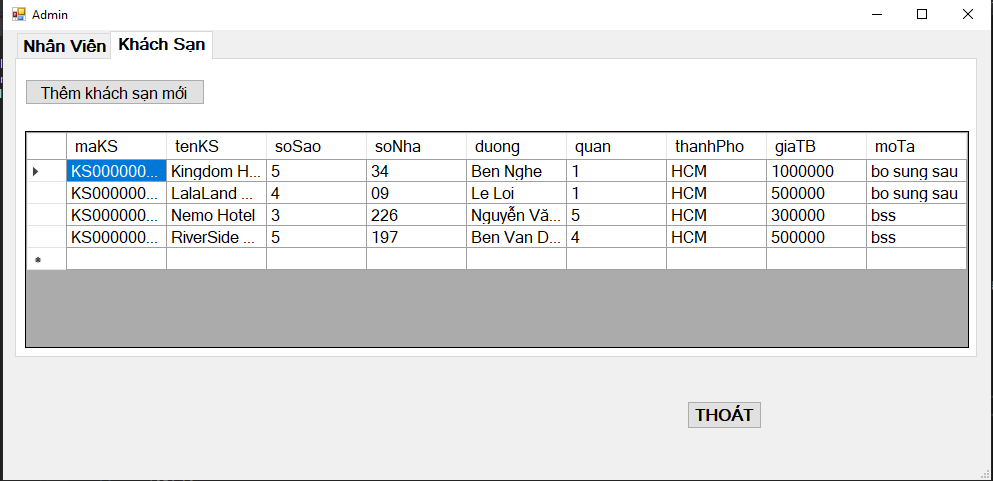 Admin
Nhân Viên Khách Sạn
Thêm khách sạn mới
maKS tenKS soSao soNha duong quan thanhPho giaTB moTa
KS000000... Kingdom H... 5 34 Ben Nghe 1 HCM 1000000 bo sung sau
KS000000... LalaLand ... 4 09 Le Loi 1 HCM 500000 bo sung sau
KS000000... Nemo Hotel 3 226 Nguyễn Vă... 5 HCM 300000 bss
KS000000... RiverSide ... 5 197 Ben Van D... 4 HCM 500000 bss
THOÁT